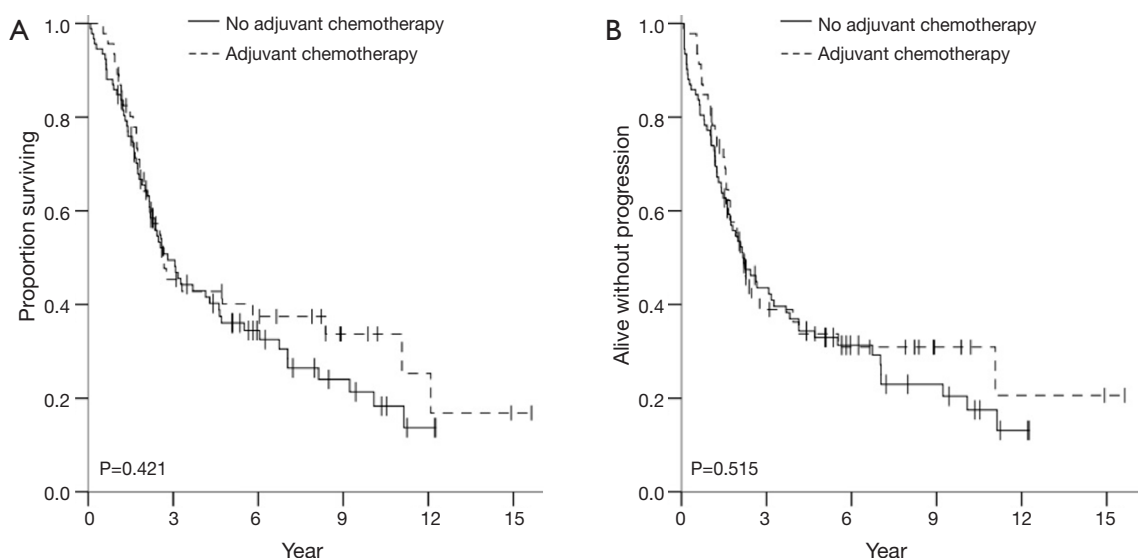 A
No adjuvant chemotherapy
Adjuvant chemotherapy
Proportion surviving
1.0
0.8
0.6
0.4
0.2
0.0
P=0.421
0 3 6 9 12 15
Year
B
No adjuvant chemotherapy
Adjuvant chemotherapy
Alive without progression
1.0
0.8
0.6
0.4
0.2
0.0
P=0.515
0 3 6 9 12 15
Year